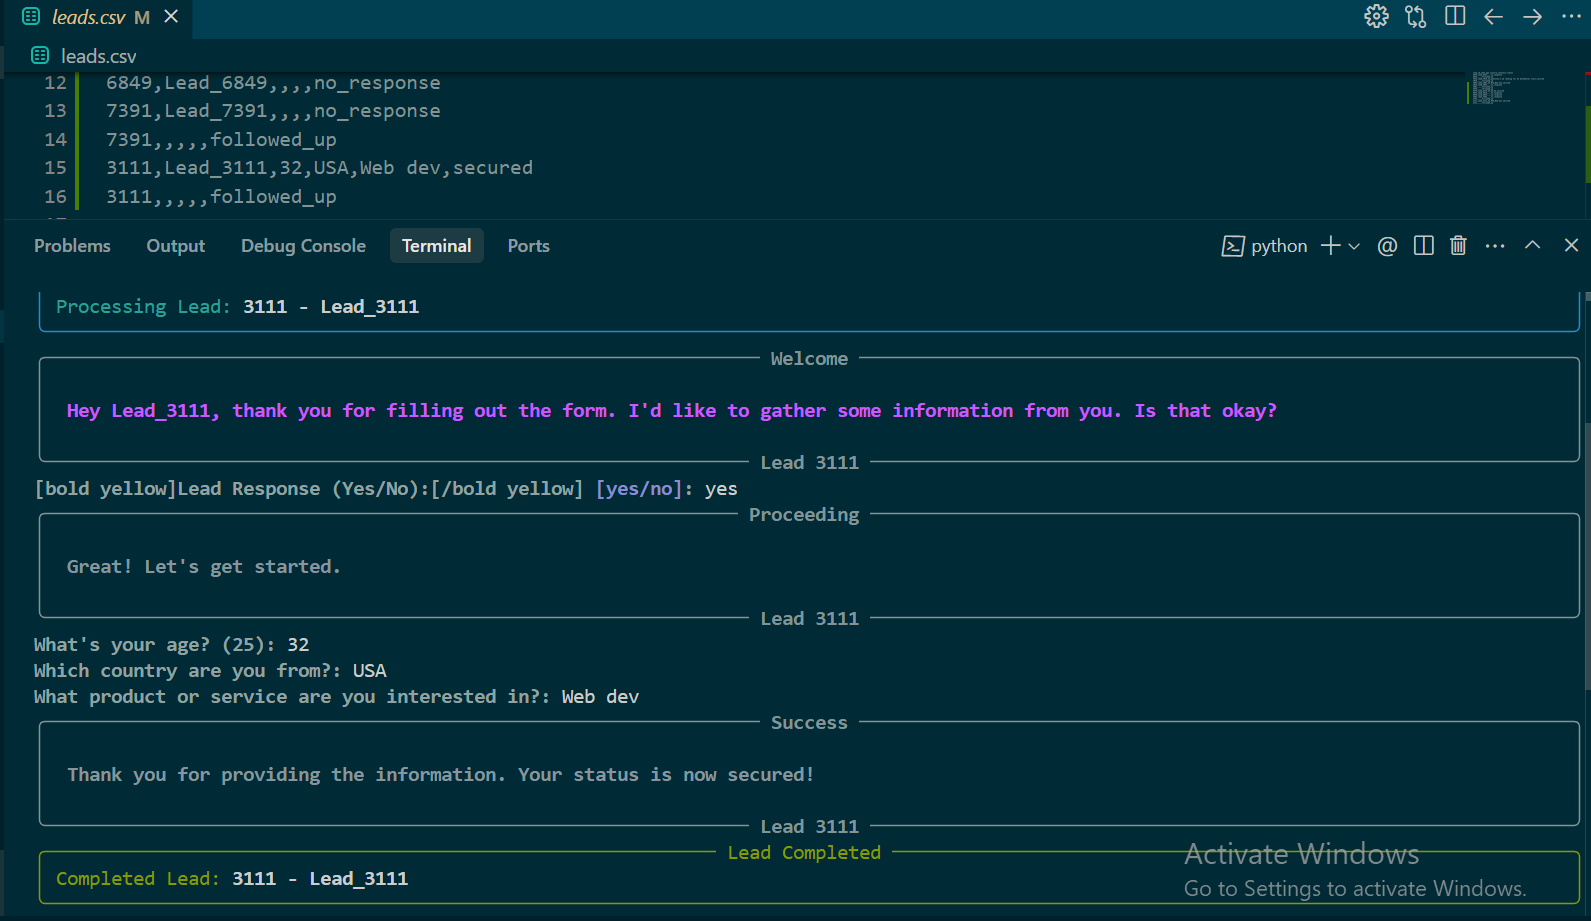 leads.csv M
leads.csv
12 6849,Lead_6849,,,,no_response
13 7391,Lead_7391,,,,no_response
14 7391,,,,,followed_up
15 3111,Lead_3111,32,USA,Web dev,secured
16 3111,,,,,followed_up
Problems Output Debug Console Terminal Ports python
Processing Lead: 3111 - Lead_3111
Welcome
Hey Lead_3111, thank you for filling out the form. I'd like to gather some information from you. Is that okay?
Lead 3111
[bold yellow]Lead Response (Yes/No):[/bold yellow] [yes/no]: yes
Proceeding
Great! Let's get started.
Lead 3111
What's your age? (25): 32
Which country are you from?: USA
What product or service are you interested in?: Web dev
Success
Thank you for providing the information. Your status is now secured!
Lead 3111
Lead Completed
Completed Lead: 3111 - Lead_3111
Activate Windows
Go to Settings to activate Windows.